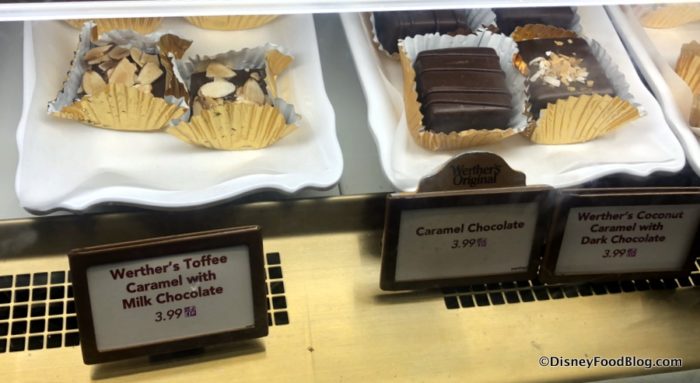 Werther's Toffee
Caramel with
Milk Chocolate
3.99
Werther's
Original
Caramel Chocolate
3.99
Werther's Coconut
Caramel with
Dark Chocolate
3.99
©DisneyFoodBlog.com